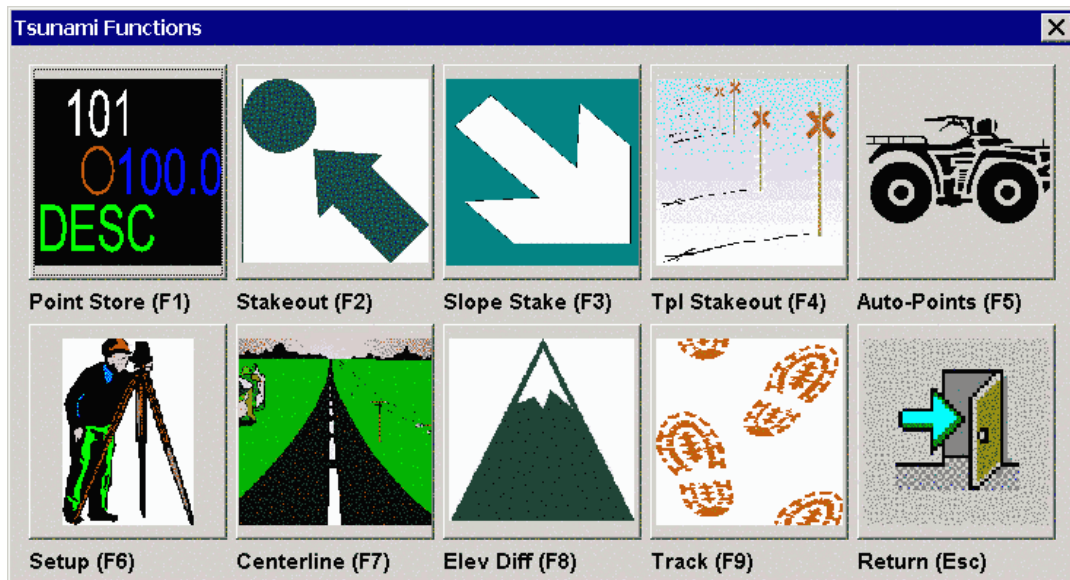 Tsunami Functions
101
100.0
DESC
Point Store (F1)
Stakeout (F2)
Slope Stake (F3)
Tpl Stakeout (F4)
Auto-Points (F5)
Setup (F6)
Centerline (F7)
Elev Diff (F8)
Track (F9)
Return (Esc)